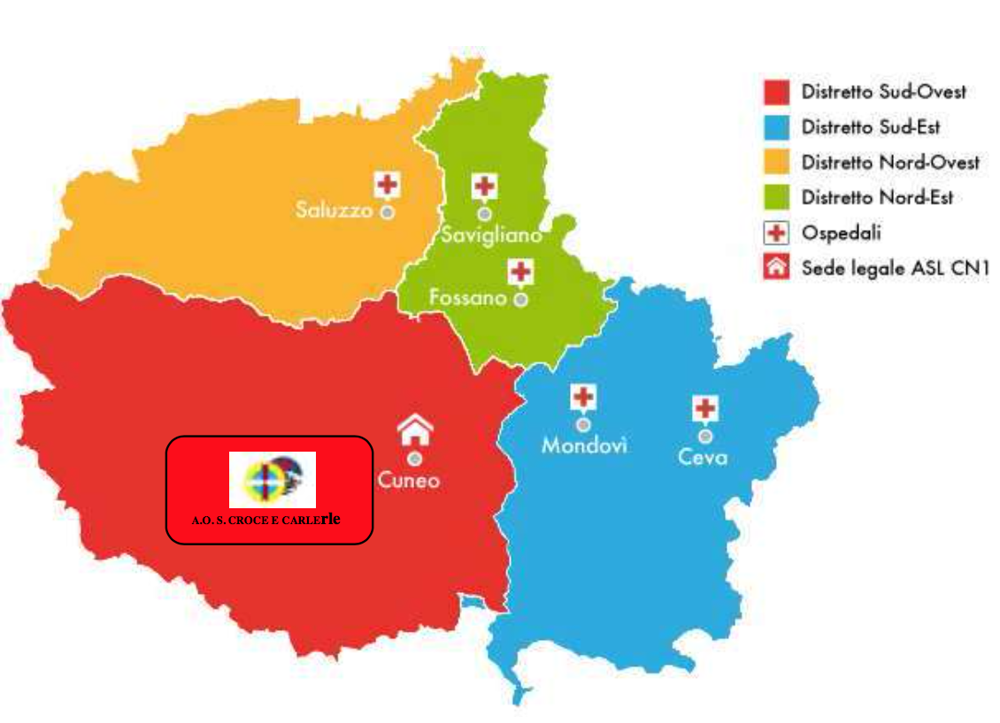 Distretto Sud-Ovest
Distretto Sud-Est
Distretto Nord-Ovest
Distretto Nord-Est
Ospedali
Sede legale ASL CN1
Saluzzo
Savigliano
Fossano
Mondovì
Ceva
Cuneo
A.O. S. CROCE E CARLErle